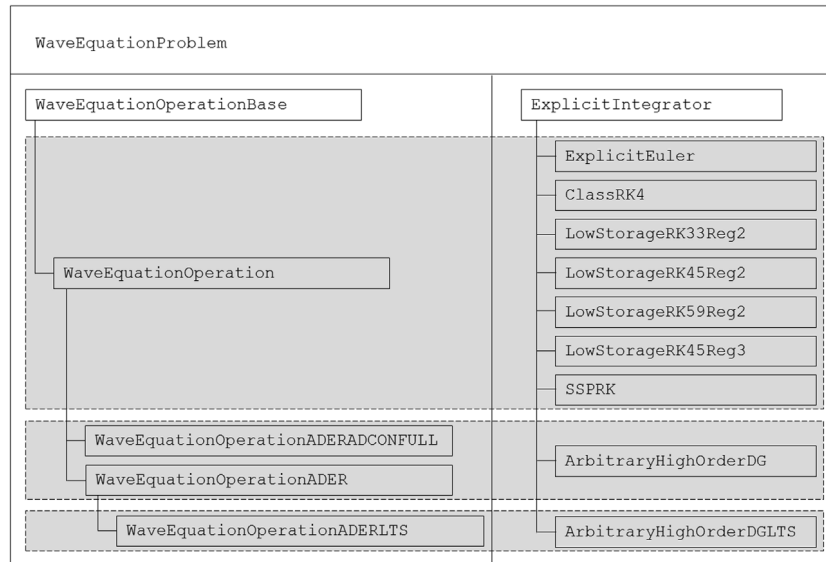 WaveEquationProblem
WaveEquationOperationBase
ExplicitIntegrator
ExplicitEuler
ClassRK4
LowStorageRK33Reg2
WaveEquationOperation
LowStorageRK45Reg2
LowStorageRK59Reg2
LowStorageRK45Reg3
SSPRK
WaveEquationOperationADERADCONFULL
ArbitraryHighOrderDG
WaveEquationOperationADER
WaveEquationOperationADERLTS
ArbitraryHighOrderDGLTS